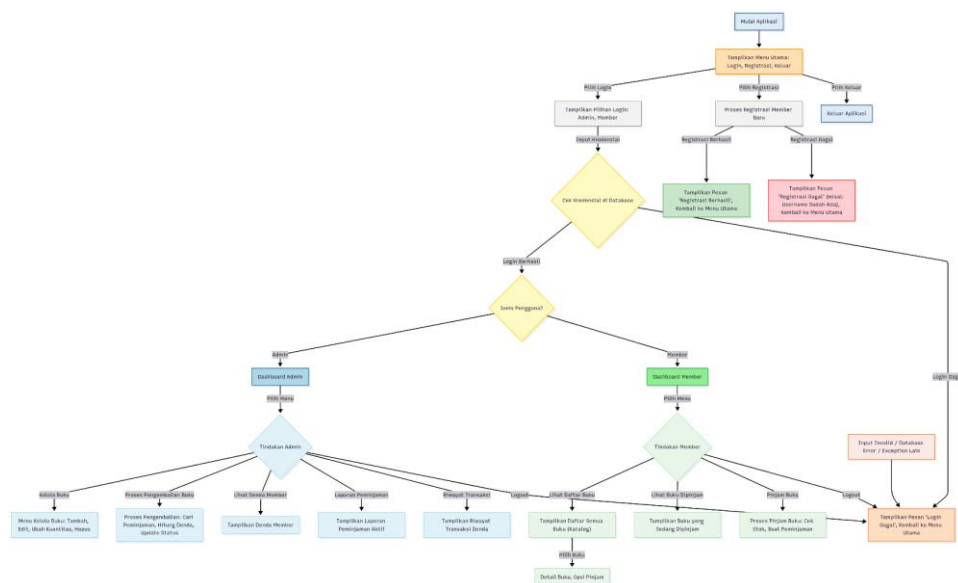 Mulai Aplikasi
Tampilkan Menu Utama:
Login, Registrasi, Keluar
Pilih Login
Pilih Registrasi
Pilih Keluar
Tampilkan Pilihan Login:
Admin, Member
Proses Registrasi Member
Baru
Keluar Aplikasi
Input Kredensial
Registrasi Berhasil
Registrasi Gagal
Cek Kredensial di Database
Tampilkan Pesan
'Registrasi Berhasil',
Kembali ke Menu Utama
Tampilkan Pesan
'Registrasi Gagal' (Misal:
Username Sudah Ada),
Kembali ke Menu Utama
Login Berhasil
Jenis Pengguna?
Admin
Member
Login Gag
Dashboard Admin
Dashboard Member
Pilih Menu
Pilih Menu
Tindakan Admin
Tindakan Member
Input Invalid / Database
Error / Exception Lain
Kelola Buku
Proses Pengembalian Buku
Lihat Denda Member
Laporan Peminjaman
Riwayat Transaksi
Logout
Lihat Daftar Buku
Lihat Buku Dipinjam
Pinjam Buku
Logout
Menu Kelola Buku: Tambah,
Edit, Ubah Kuantitas, Hapus
Proses Pengembalian: Cari
Peminjaman, Hitung Denda,
Update Status
Tampilkan Denda Member
Tampilkan Laporan
Peminjaman Aktif
Tampilkan Riwayat
Transaksi Denda
Tampilkan Daftar Semua
Buku (Katalog)
Tampilkan Buku yang
Sedang Dipinjam
Proses Pinjam Buku: Cek
Stok, Buat Peminjaman
Tampilkan Pesan 'Login
Gagal', Kembali ke Menu
Utama
Pilih Buku
Detail Buku, Opsi Pinjam